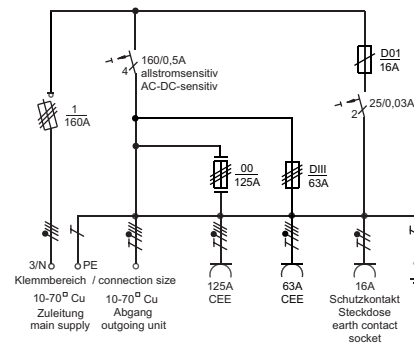 D01
16A
160/0,5A
4
allstromsensitiv
AC-DC-sensitiv
1
160A
25/0,03A
2
00
125A
DIII
63A
3/N
PE
Klemmbereich / connection size
10-70□ Cu
Zuleitung
main supply
10-70□ Cu
Abgang
outgoing unit
125A
CEE
63A
CEE
16A
Schutzkontakt
Steckdose
earth contact
socket